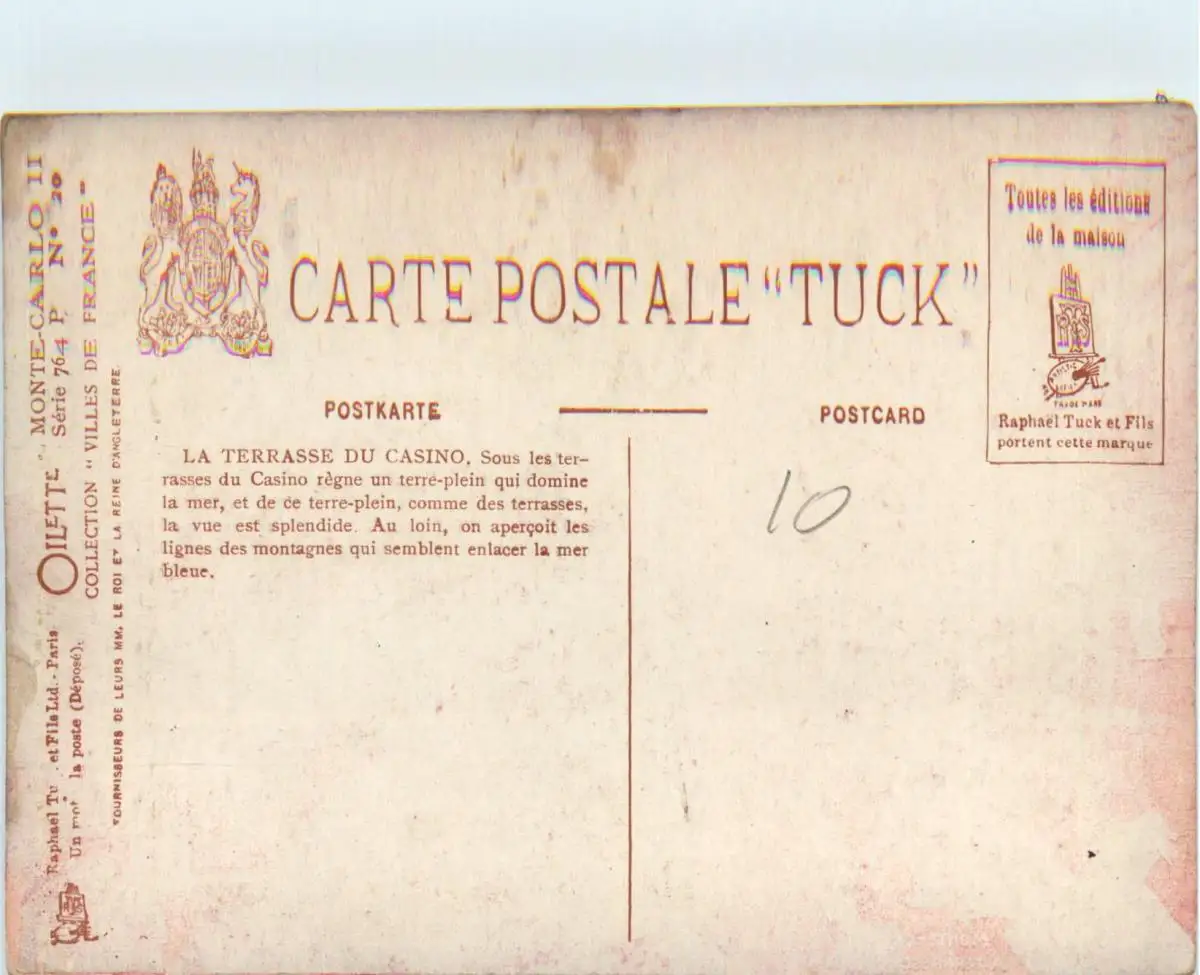 CARTE POSTALE “TUCK”
POSTKARTE
POSTCARD
Toutes les éditions
de la maison
TRADE MARK
Raphaël Tuck et Fils
portent cette marque
LA TERRASSE DU CASINO. Sous les ter-
rasses du Casino règne un terre-plein qui domine
la mer, et de ce terre-plein, comme des terrasses,
la vue est splendide. Au loin, on aperçoit les
lignes des montagnes qui semblent enlacer la mer
bleue.
10
OILETTE MONTE-CARLO II
Série 764 P N° 20
COLLECTION “VILLES DE FRANCE”
FOURNISSEURS DE LEURS MM. LE ROI ET LA REINE D'ANGLETERRE
Raphael et Fils Ltd. - Paris
Un la poste (Déposé).